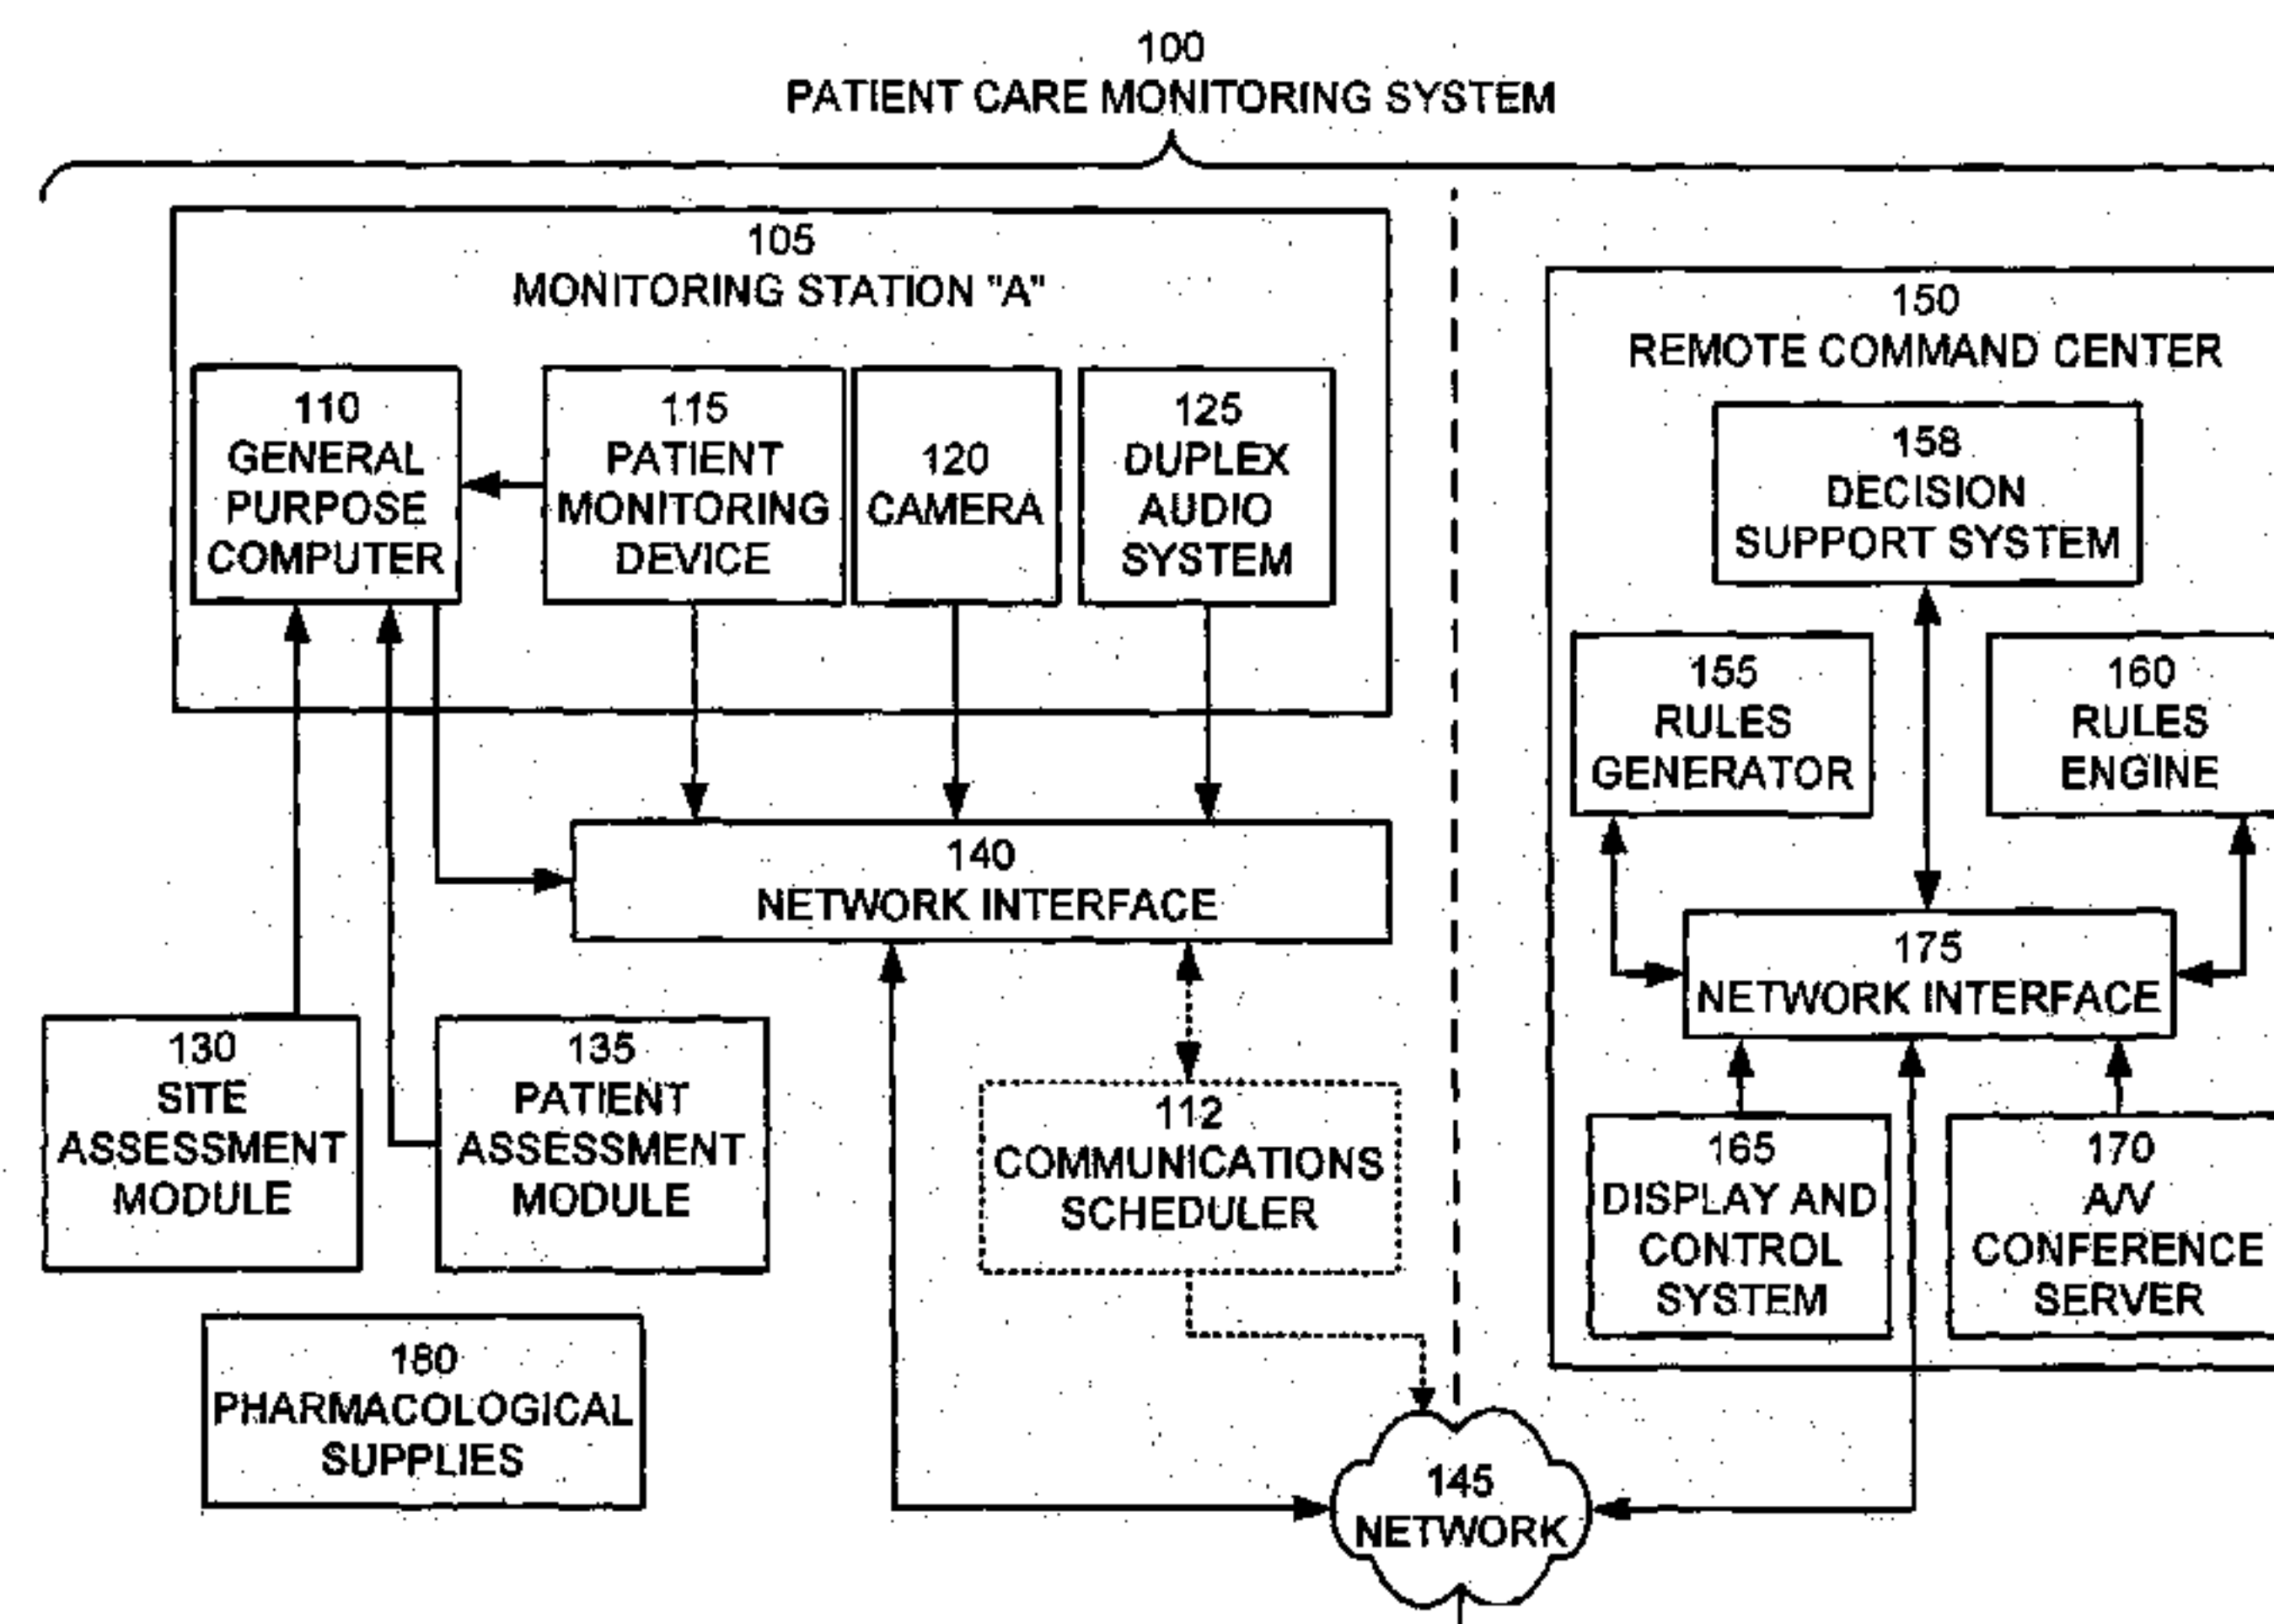 100
PATIENT CARE MONITORING SYSTEM
105
MONITORING STATION "A"
110
GENERAL
PURPOSE
COMPUTER
115
PATIENT
MONITORING
DEVICE
120
CAMERA
125
DUPLEX
AUDIO
SYSTEM
140
NETWORK INTERFACE
130
SITE
ASSESSMENT
MODULE
135
PATIENT
ASSESSMENT
MODULE
112
COMMUNICATIONS
SCHEDULER
180
PHARMACOLOGICAL
SUPPLIES
145
NETWORK
150
REMOTE COMMAND CENTER
158
DECISION
SUPPORT SYSTEM
155
RULES
GENERATOR
160
RULES
ENGINE
175
NETWORK INTERFACE
165
DISPLAY AND
CONTROL
SYSTEM
170
A/V
CONFERENCE
SERVER